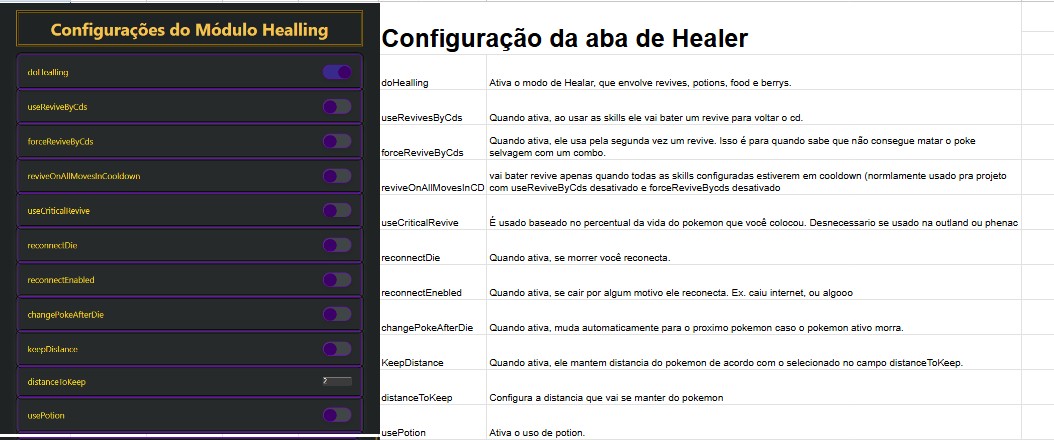 Configurações do Módulo Healling
doHealling
useReviveByCds
forceReviveByCds
reviveOnAllMovesInCooldown
useCriticalRevive
reconnectDie
reconnectEnabled
changePokeAfterDie
keepDistance
distanceToKeep
2
usePotion
Configuração da aba de Healer
doHealling Ativa o modo de Healar, que envolve revives, potions, food e berrys.
useRevivesByCds Quando ativa, ao usar as skills ele vai bater um revive para voltar o cd.
forceReviveByCds Quando ativa, ele usa pela segunda vez um revive. Isso é para quando sabe que não consegue matar o poke
selvagem com um combo.
reviveOnAllMovesInCD vai bater revive apenas quando todas as skills configuradas estiverem em cooldown (normlamente usado pra projeto
com useReviveByCds desativado e forceReviveBycds desativado
useCriticalRevive É usado baseado no percentual da vida do pokemon que você colocou. Desnecessario se usado na outland ou phenac
reconnectDie Quando ativa, se morrer você reconecta.
reconnectEnebled Quando ativa, se cair por algum motivo ele reconecta. Ex. caiu internet, ou algooo
changePokeAfterDie Quando ativa, muda automaticamente para o proximo pokemon caso o pokemon ativo morra.
KeepDistance Quando ativa, ele mantem distancia do pokemon de acordo com o selecionado no campo distanceToKeep.
distanceToKeep Configura a distancia que vai se manter do pokemon
usePotion Ativa o uso de potion.